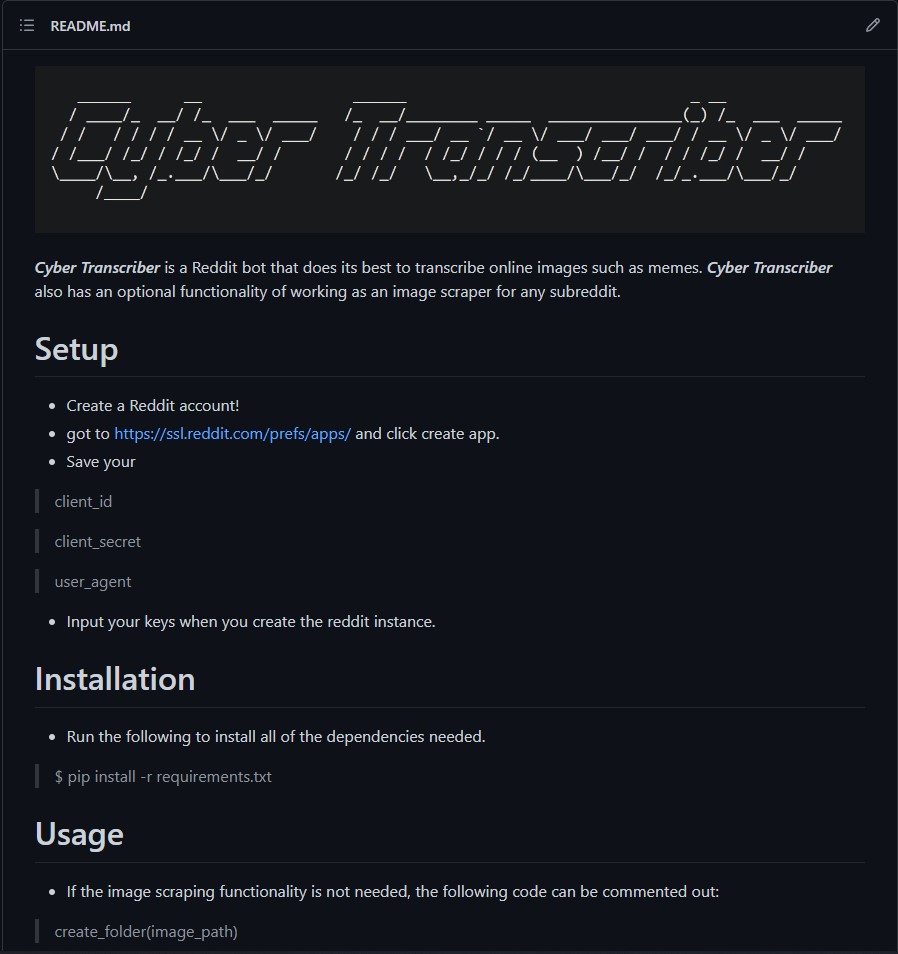 README.md
Cyber Transcriber
Cyber Transcriber is a Reddit bot that does its best to transcribe online images such as memes. Cyber Transcriber
also has an optional functionality of working as an image scraper for any subreddit.
Setup
Create a Reddit account!
got to https://ssl.reddit.com/prefs/apps/ and click create app.
Save your
client_id
client_secret
user_agent
Input your keys when you create the reddit instance.
Installation
Run the following to install all of the dependencies needed.
$ pip install -r requirements.txt
Usage
If the image scraping functionality is not needed, the following code can be commented out:
create_folder(image_path)